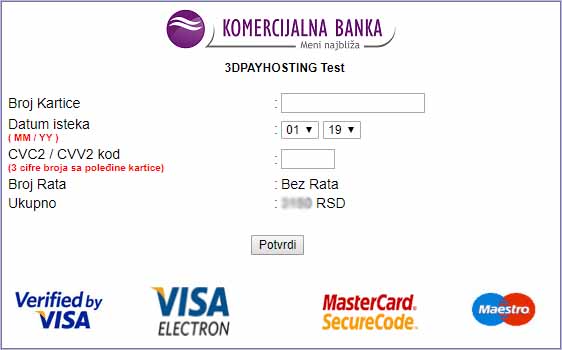 KOMERCIJALNA BANKA
Meni najbliža
3DPAYHOSTING Test
Broj Kartice :
Datum isteka : 01 19
( MM / YY )
CVC2 / CVV2 kod :
(3 cifre broja sa poleđine kartice)
Broj Rata : Bez Rata
Ukupno : RSD
Potvrdi
Verified by VISA
VISA ELECTRON
MasterCard. SecureCode.
Maestro